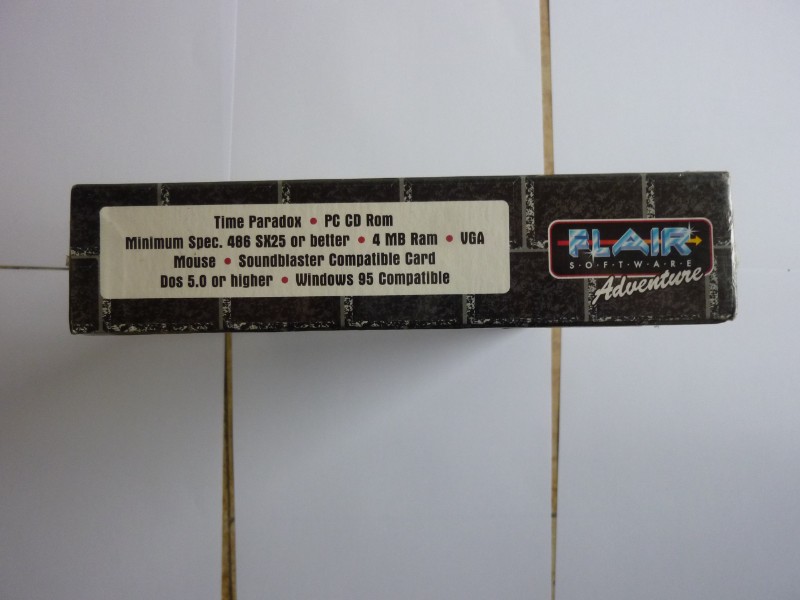 Time Paradox • PC CD Rom
Minimum Spec. 486 SX25 or better • 4 MB Ram • VGA
Mouse • Soundblaster Compatible Card
Dos 5.0 or higher • Windows 95 Compatible
FLAIR
S·O·F·T·W·A·R·E
Adventure